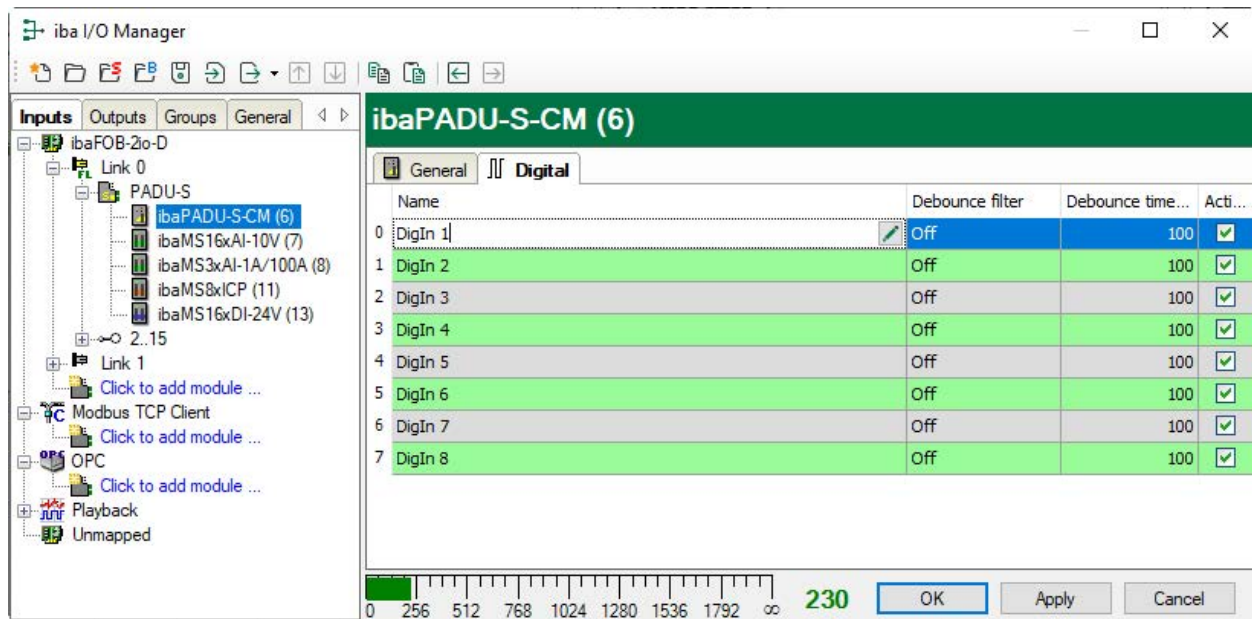 iba I/O Manager
Inputs Outputs Groups General
ibaFOB-2io-D
Link 0
PADU-S
ibaPADU-S-CM (6)
ibaMS16xAI-10V (7)
ibaMS3xAI-1A/100A (8)
ibaMS8xICP (11)
ibaMS16xDI-24V (13)
2..15
Link 1
Click to add module ...
Modbus TCP Client
Click to add module ...
OPC
Click to add module ...
Playback
Unmapped
ibaPADU-S-CM (6)
General Digital
Name Debounce filter Debounce time... Acti...
0 DigIn 1 Off 100
1 DigIn 2 Off 100
2 DigIn 3 Off 100
3 DigIn 4 Off 100
4 DigIn 5 Off 100
5 DigIn 6 Off 100
6 DigIn 7 Off 100
7 DigIn 8 Off 100
0 256 512 768 1024 1280 1536 1792 ∞ 230 OK Apply Cancel